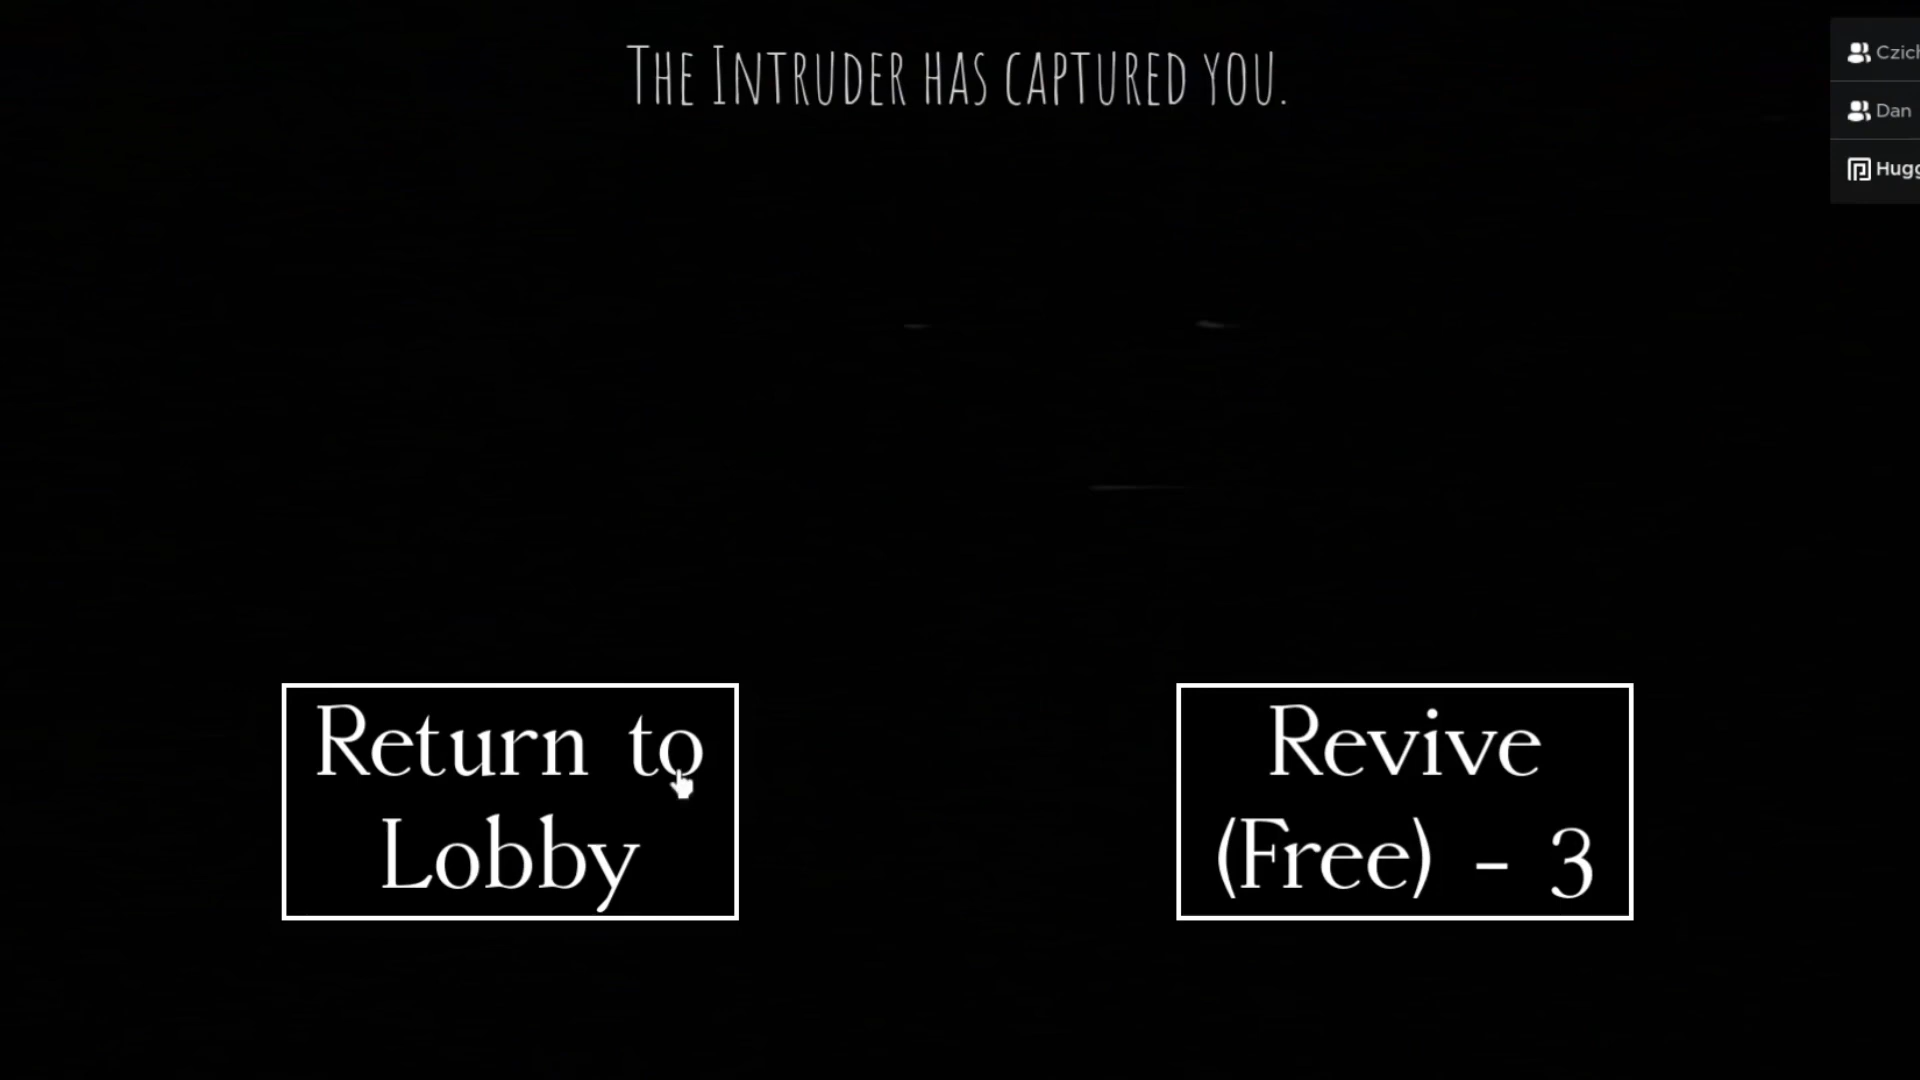 THE INTRUDER HAS CAPTURED YOU.
Dan
Return to
Lobby
Revive
(Free) - 3